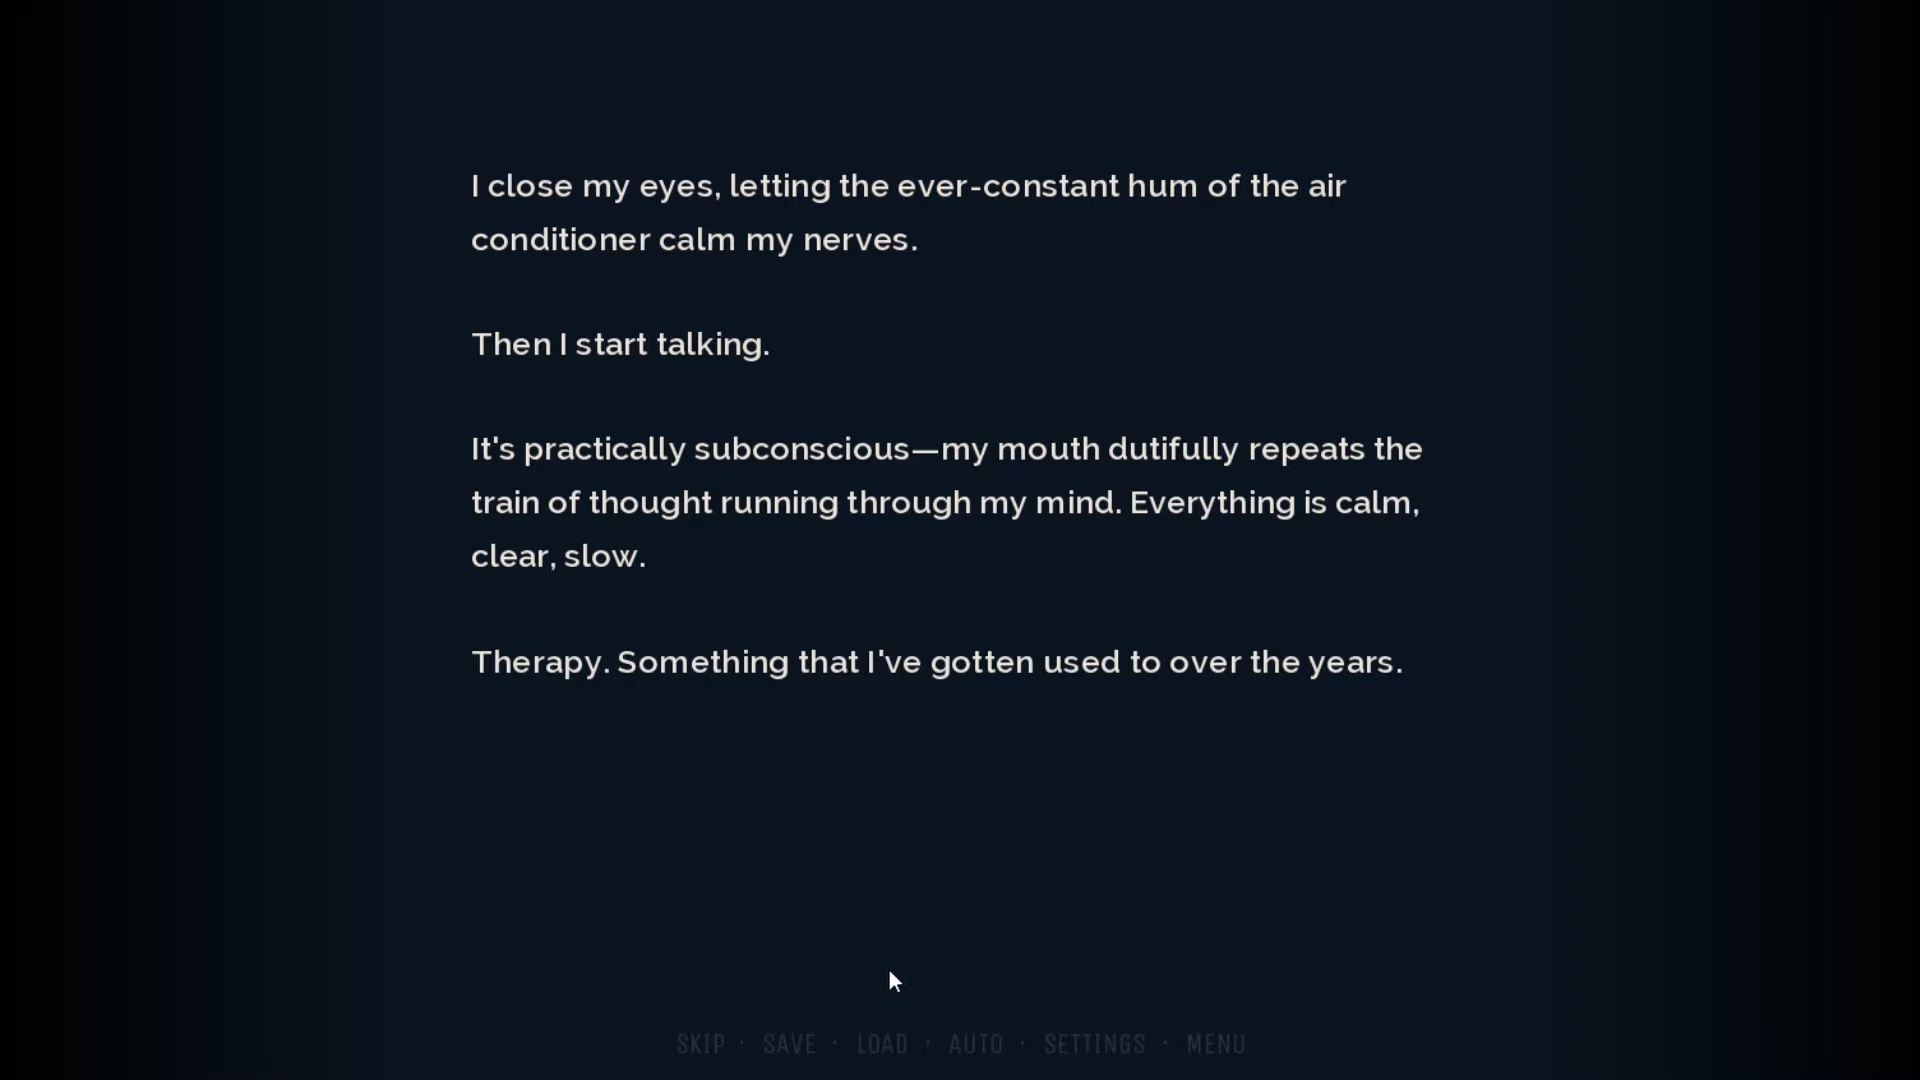 I close my eyes, letting the ever-constant hum of the air
conditioner calm my nerves.
Then I start talking.
It's practically subconscious—my mouth dutifully repeats the
train of thought running through my mind. Everything is calm,
clear, slow.
Therapy. Something that I've gotten used to over the years.
SKIP · SAVE · LOAD · AUTO · SETTINGS · MENU